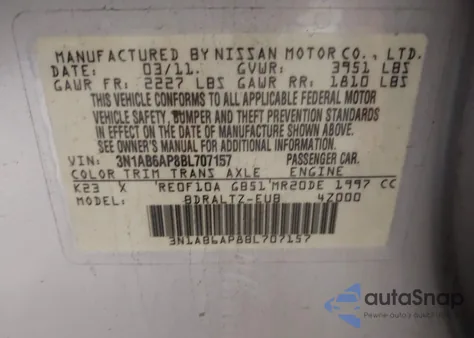 MANUFACTURED BY NISSAN MOTOR CO., LTD.
DATE: 03/11. GVWR: 3951 LBS
GAWR FR: 2227 LBS GAWR RR: 1810 LBS
THIS VEHICLE CONFORMS TO ALL APPLICABLE FEDERAL MOTOR
VEHICLE SAFETY, BUMPER AND THEFT PREVENTION STANDARDS
IN EFFECT ON THE DATE OF MANUFACTURE SHOWN ABOVE.
SEE OWNER'S MANUAL FOR ADDITIONAL INFORMATION.
VIN: 3N1AB6AP8BL707157 PASSENGER CAR.
COLOR TRIM TRANS AXLE ENGINE
K23 X RE0F10A GB51 MR20DE 1997 CC
MODEL: BDRALTZ-EUB 4Z000
3N1AB6AP8BL707157
autoSnap